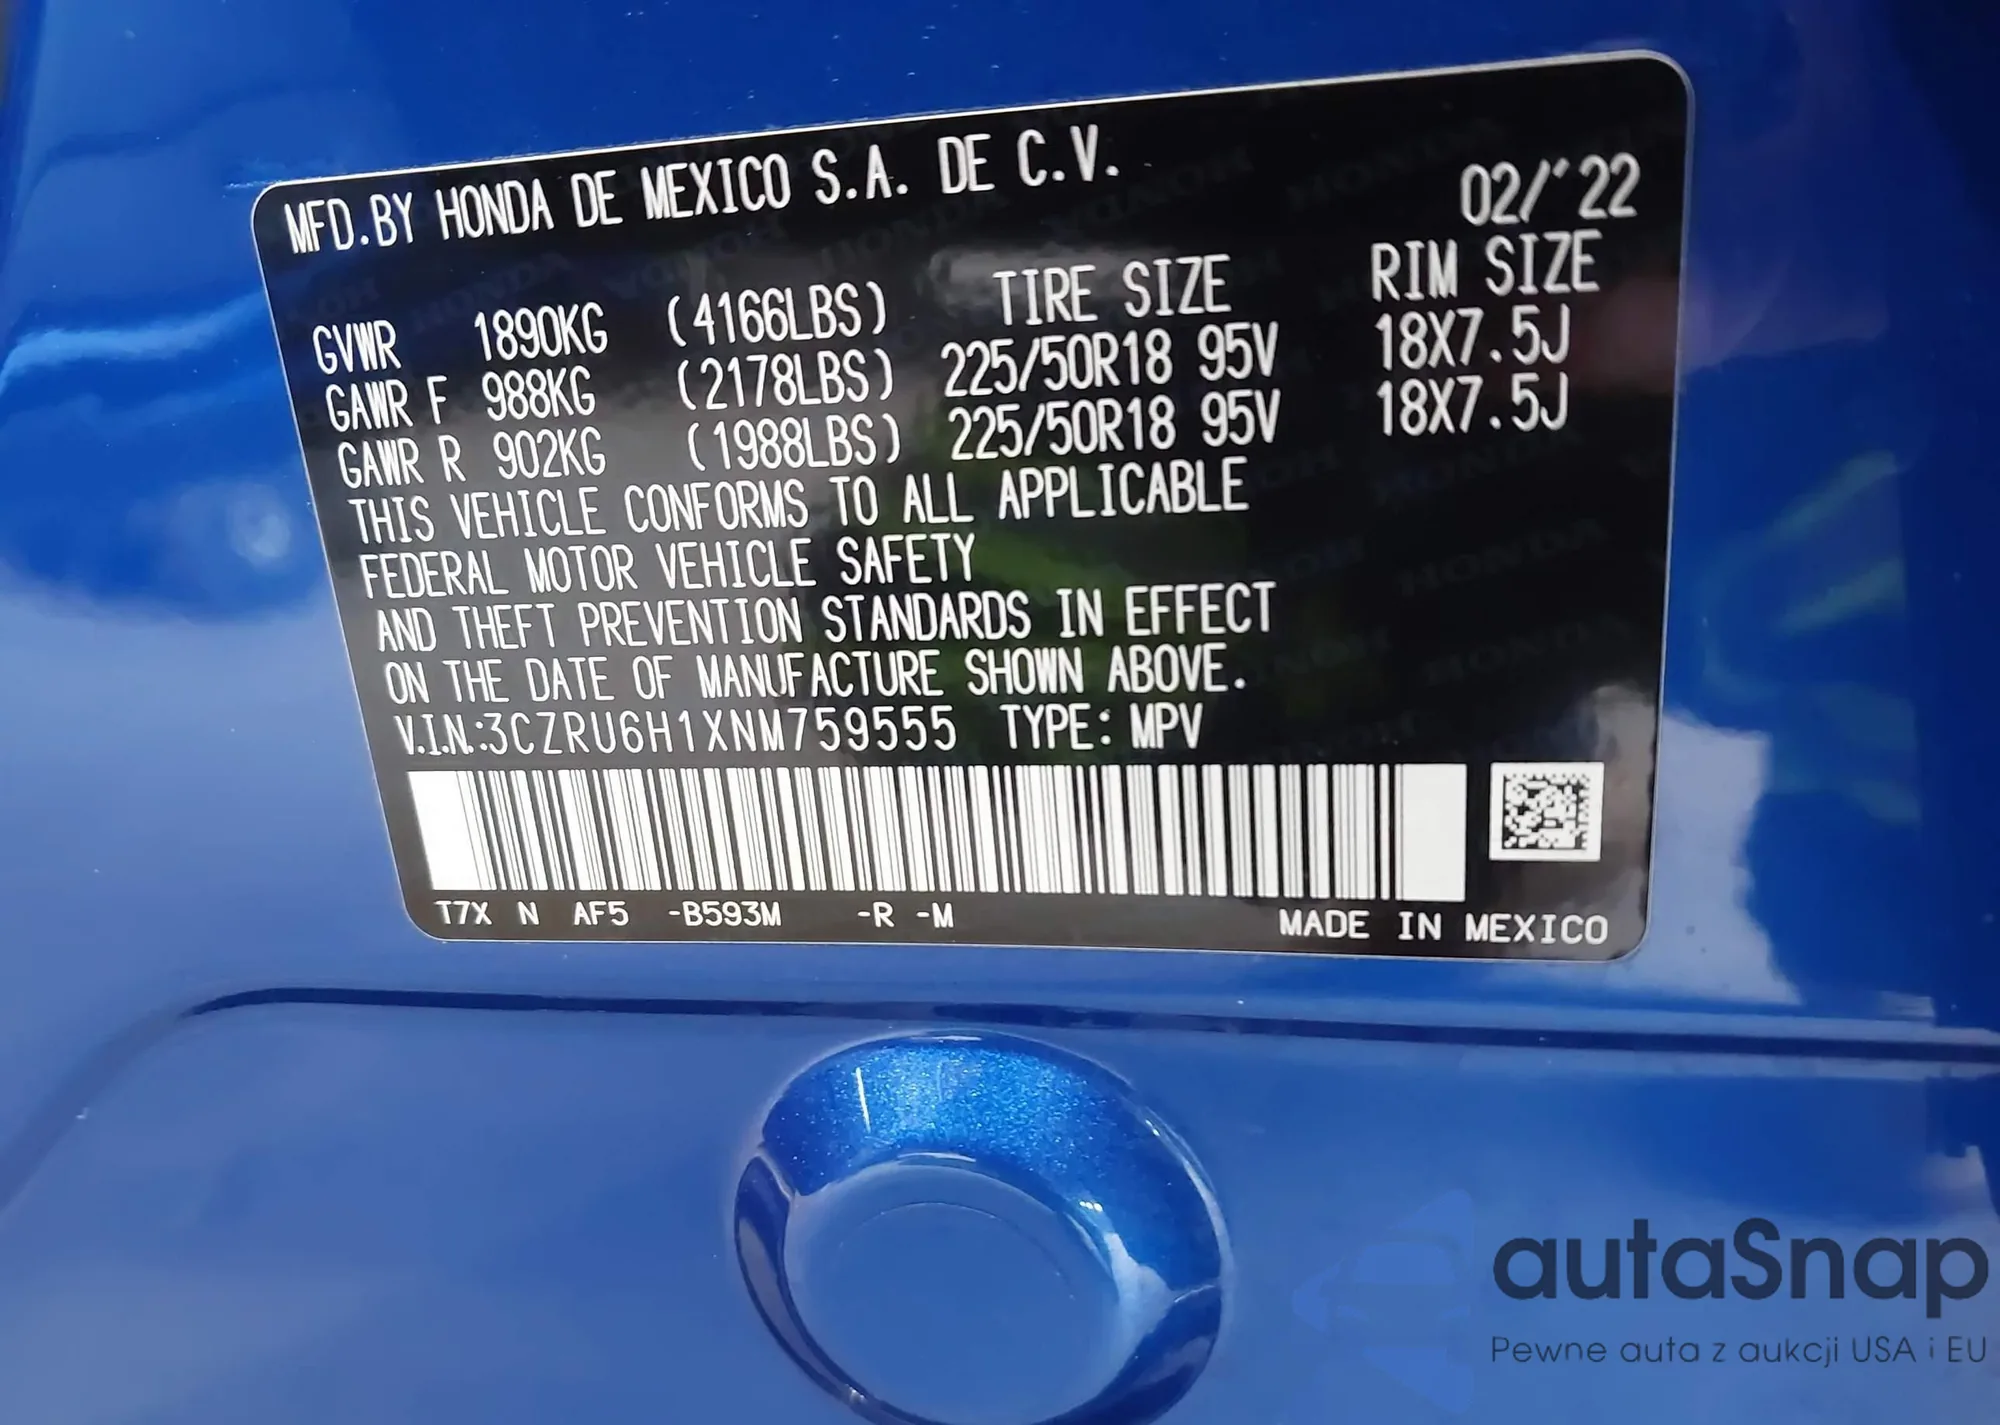 MFD.BY HONDA DE MEXICO S.A. DE C.V.
02/'22
TIRE SIZE RIM SIZE
GVWR 1890KG (4166LBS)
GAWR F 988KG (2178LBS) 225/50R18 95V 18X7.5J
GAWR R 902KG (1988LBS) 225/50R18 95V 18X7.5J
THIS VEHICLE CONFORMS TO ALL APPLICABLE
FEDERAL MOTOR VEHICLE SAFETY
AND THEFT PREVENTION STANDARDS IN EFFECT
ON THE DATE OF MANUFACTURE SHOWN ABOVE.
V.I.N.:3CZRU6H1XNM759555 TYPE: MPV
T7X N AF5 -B593M -R -M MADE IN MEXICO
autaSnap
Pewne auta z aukcji USA i EU